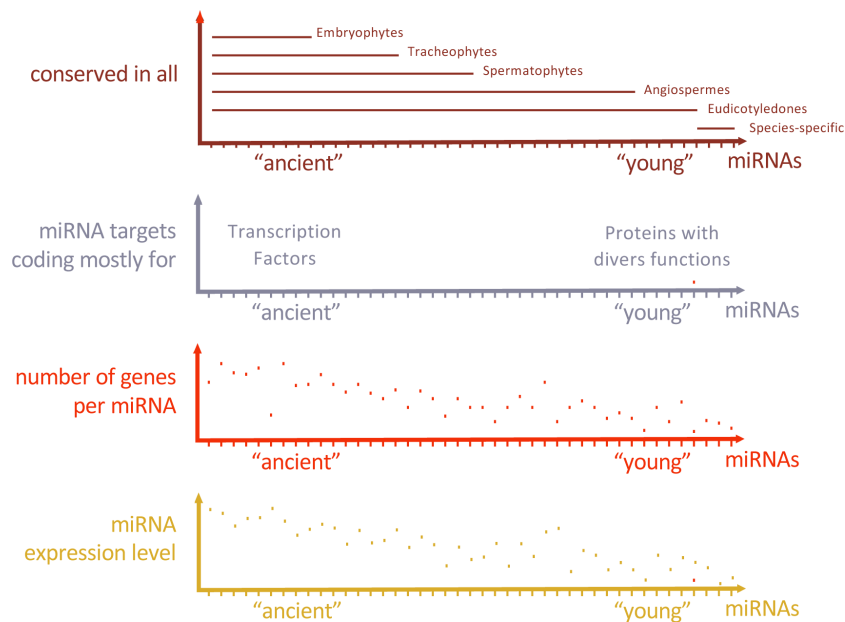 Embryophytes
Tracheophytes
conserved in all
Spermatophytes
Angiospermes
Eudicotyledones
Species-specific
“ancient”
“young”
miRNAs
miRNA targets
coding mostly for
Transcription
Factors
Proteins with
divers functions
“ancient”
“young”
miRNAs
number of genes
per miRNA
“ancient”
“young”
miRNAs
miRNA
expression level
“ancient”
“young”
miRNAs